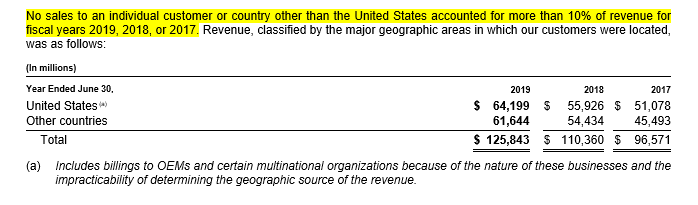 No sales to an individual customer or country other than the United States accounted for more than 10% of revenue for
fiscal years 2019, 2018, or 2017. Revenue, classified by the major geographic areas in which our customers were located,
was as follows:
(In millions)
Year Ended June 30, 2019 2018 2017
United States (a) $ 64,199 $ 55,926 $ 51,078
Other countries 61,644 54,434 45,493
Total $ 125,843 $ 110,360 $ 96,571
(a) Includes billings to OEMs and certain multinational organizations because of the nature of these businesses and the
impracticability of determining the geographic source of the revenue.